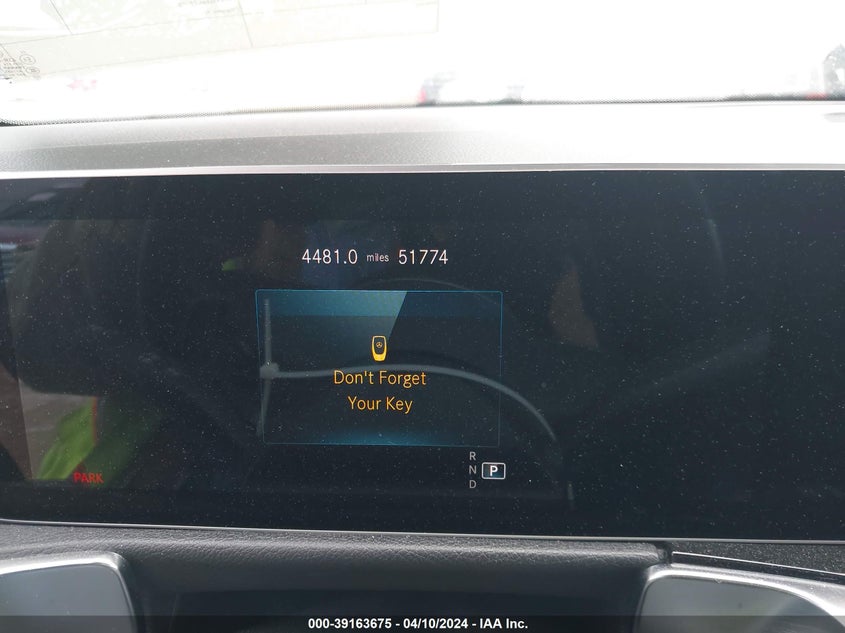 4481.0 miles 51774
Don't Forget
Your Key
R
N P
D
PARK
000-39163675 - 04/10/2024 - IAA Inc.